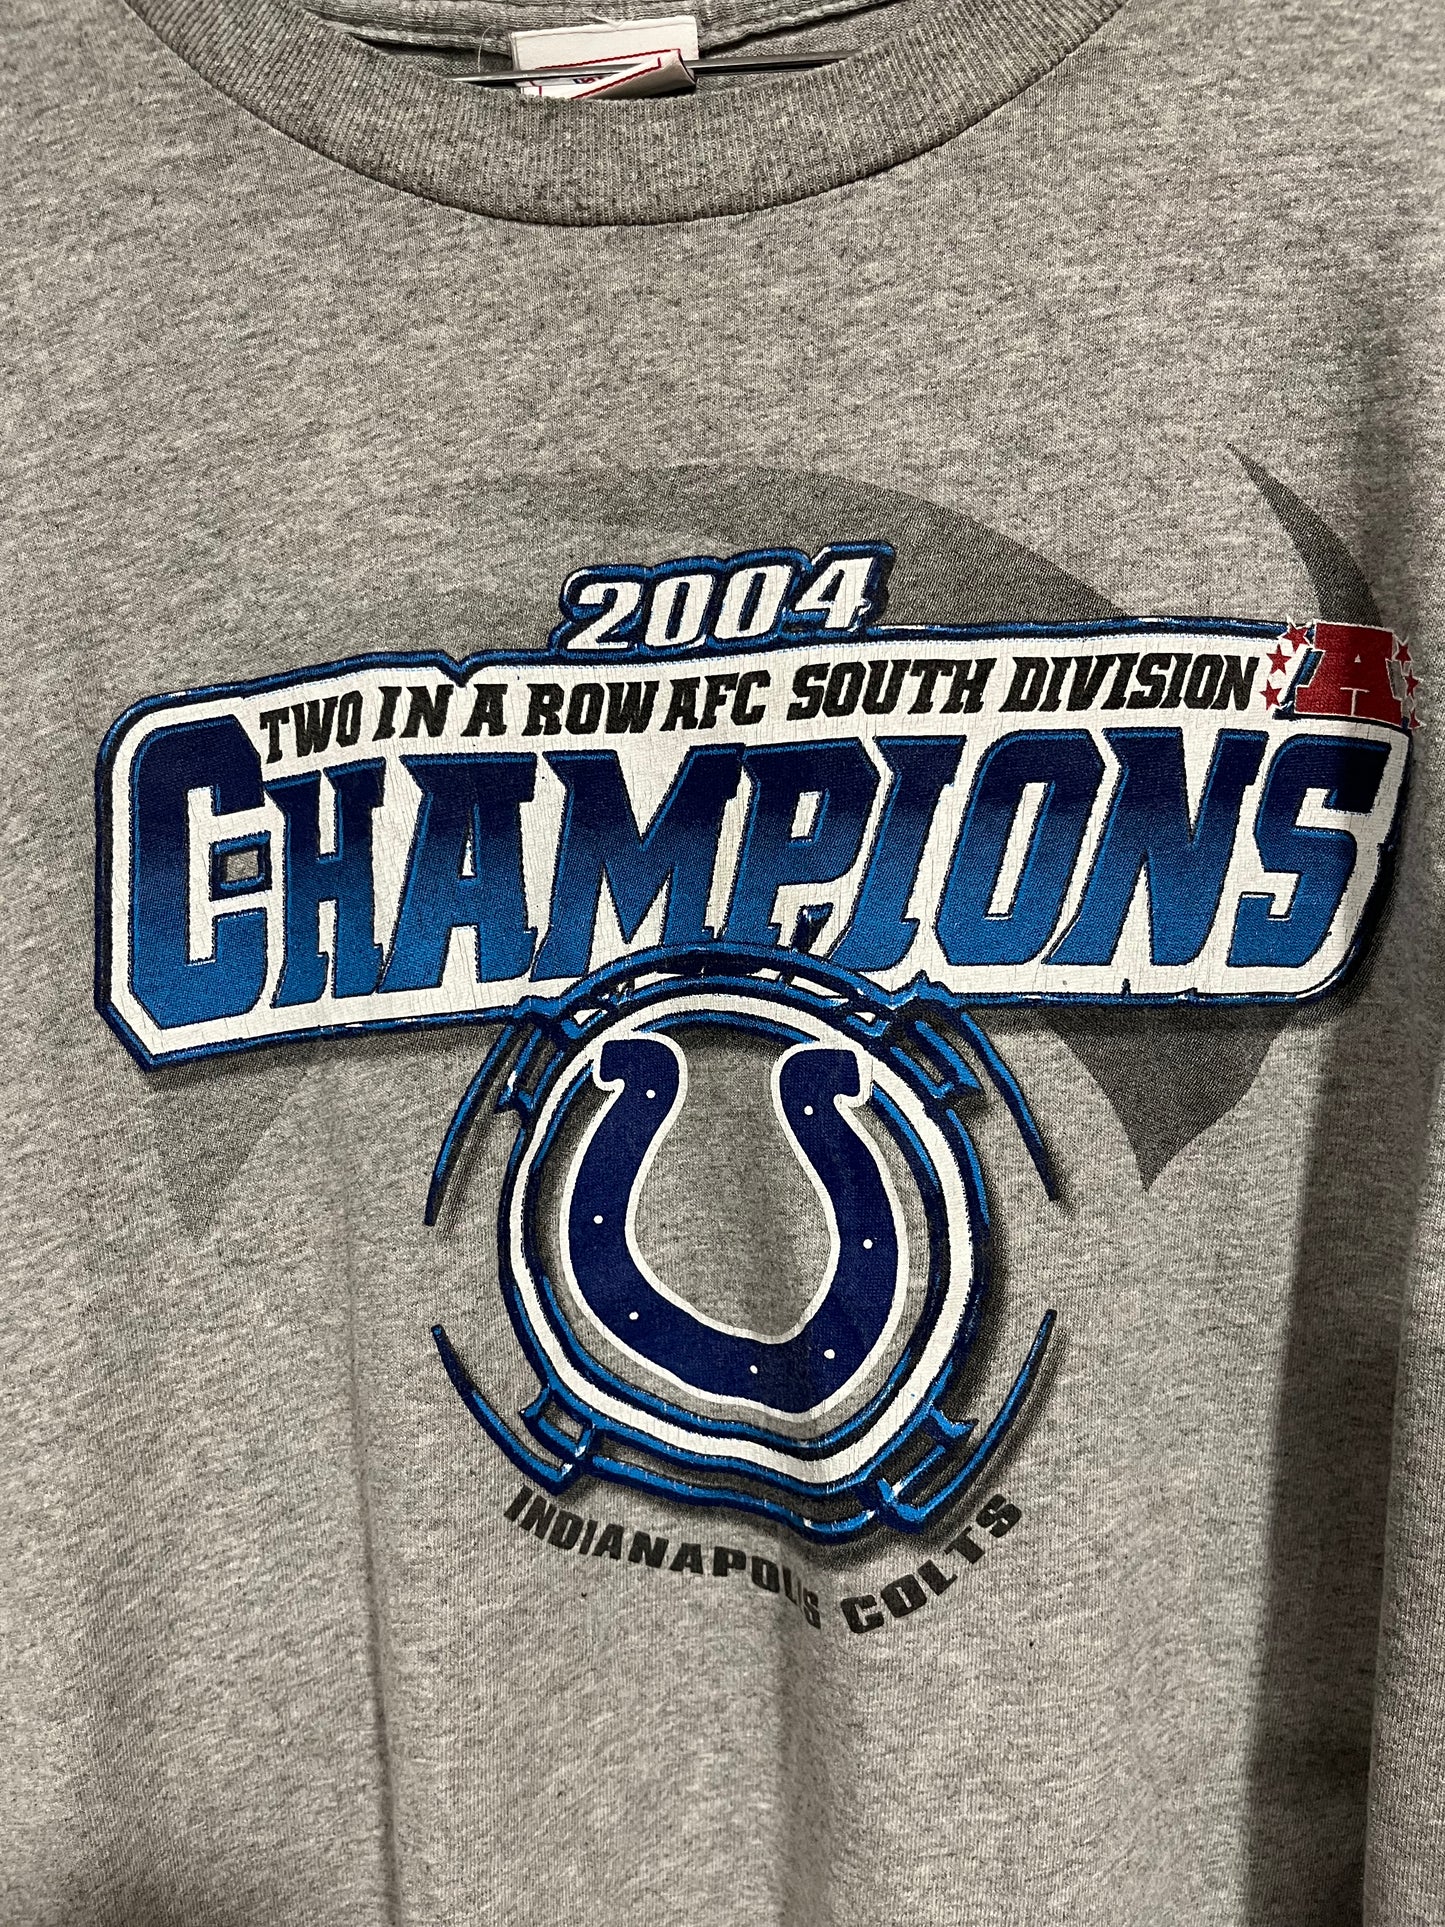 2004
TWO IN A ROW AFC SOUTH DIVISION A
CHAMPIONS
INDIANAPOLIS COLTS